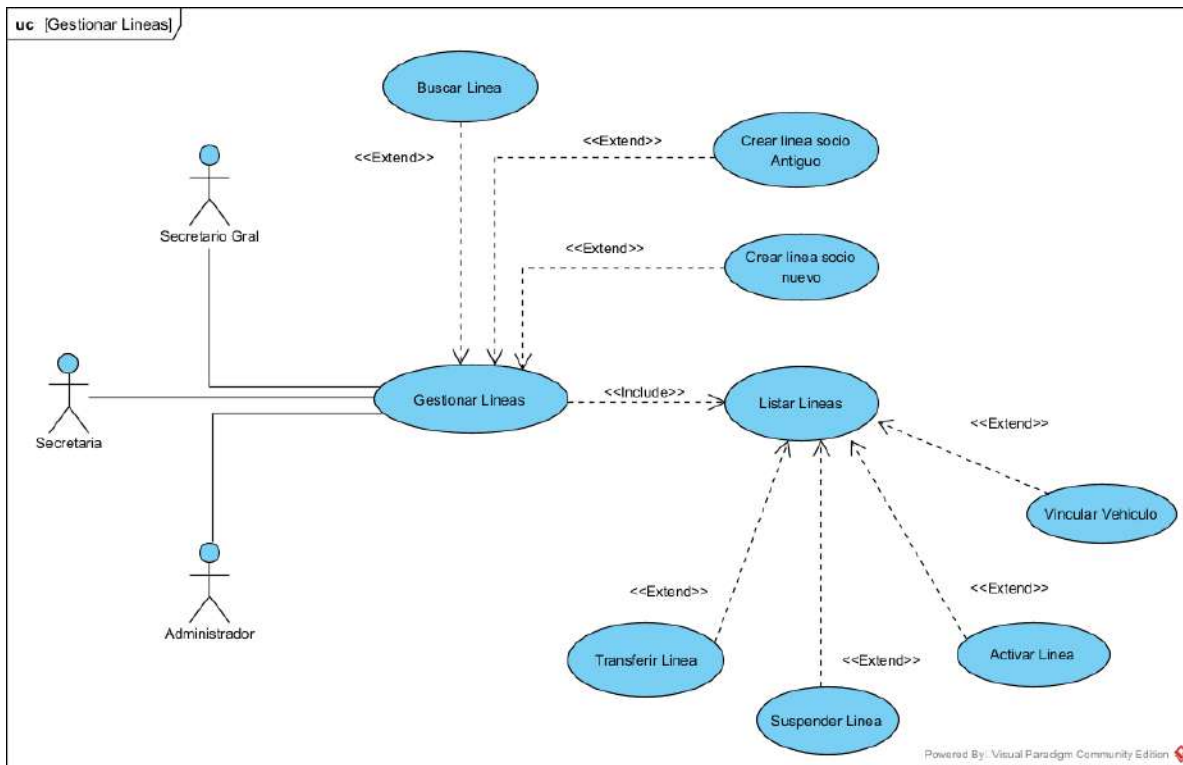 uc [Gestionar Lineas]
Buscar Linea
<<Extend>>
<<Extend>>
Crear linea socio
Antiguo
Secretario Gral
<<Extend>>
Crear linea socio
nuevo
Secretaria
Gestionar Lineas
<<Include>>
Listar Lineas
<<Extend>>
Vincular Vehiculo
Administrador
<<Extend>>
Transferir Linea
<<Extend>>
Suspender Linea
<<Extend>>
Activar Linea
Powered By: Visual Paradigm Community Edition